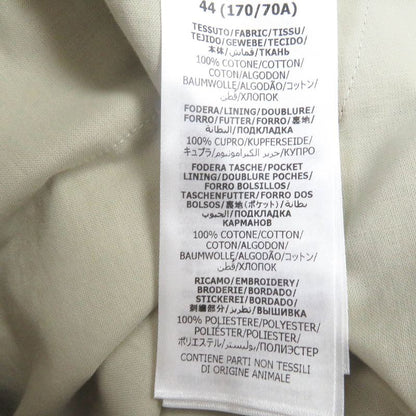 44 (170/70A)
TESSUTO/FABRIC/TISSU/
TEJIDO/GEWEBE/TECIDO/
本体/قماش/ТКАНЬ
100% COTONE/COTTON/
COTON/ALGODON/
BAUMWOLLE/ALGODÃO/コットン/
قطن/ХЛОПОК
FODERA/LINING/DOUBLURE/
FORRO/FUTTER/FORRO/裏地/
البطانة/ПОДКЛАДКА
100% CUPRO/KUPFERSEIDE/
キュプラ/حرير الكبرامونيوم/КУПРО
FODERA TASCHE/POCKET
LINING/DOUBLURE POCHES/
FORRO BOLSILLOS/
TASCHENFUTTER/FORRO DOS
BOLSOS/裏地(ポケット)/بطانة
الجيوب/ПОДКЛАДКА
КАРМАНОВ
100% COTONE/COTTON/
COTON/ALGODON/
BAUMWOLLE/ALGODÃO/コットン/
قطن/ХЛОПОК
RICAMO/EMBROIDERY/
BRODERIE/BORDADO/
STICKEREI/BORDADO/
刺繍部分/تطريز/ВЫШИВКА
100% POLIESTERE/POLYESTER/
POLYESTER/POLIESTER/
POLYESTER/POLIÉSTER/
ポリエステル/بوليستر/ПОЛИЭСТЕР
CONTIENE PARTI NON TESSILI
DI ORIGINE ANIMALE